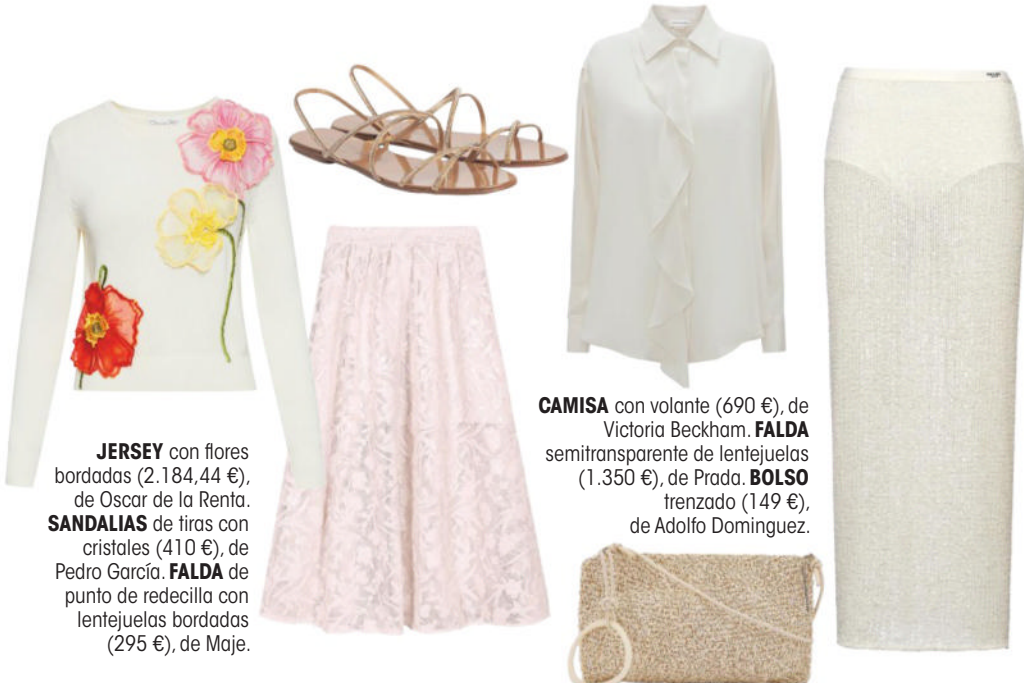 JERSEY con flores
bordadas (2.184,44 €),
de Oscar de la Renta.
SANDALIAS de tiras con
cristales (410 €), de
Pedro García. FALDA de
punto de redecilla con
lentejuelas bordadas
(295 €), de Maje.
CAMISA con volante (690 €), de
Victoria Beckham. FALDA
semitransparente de lentejuelas
(1.350 €), de Prada. BOLSO
trenzado (149 €),
de Adolfo Dominguez.